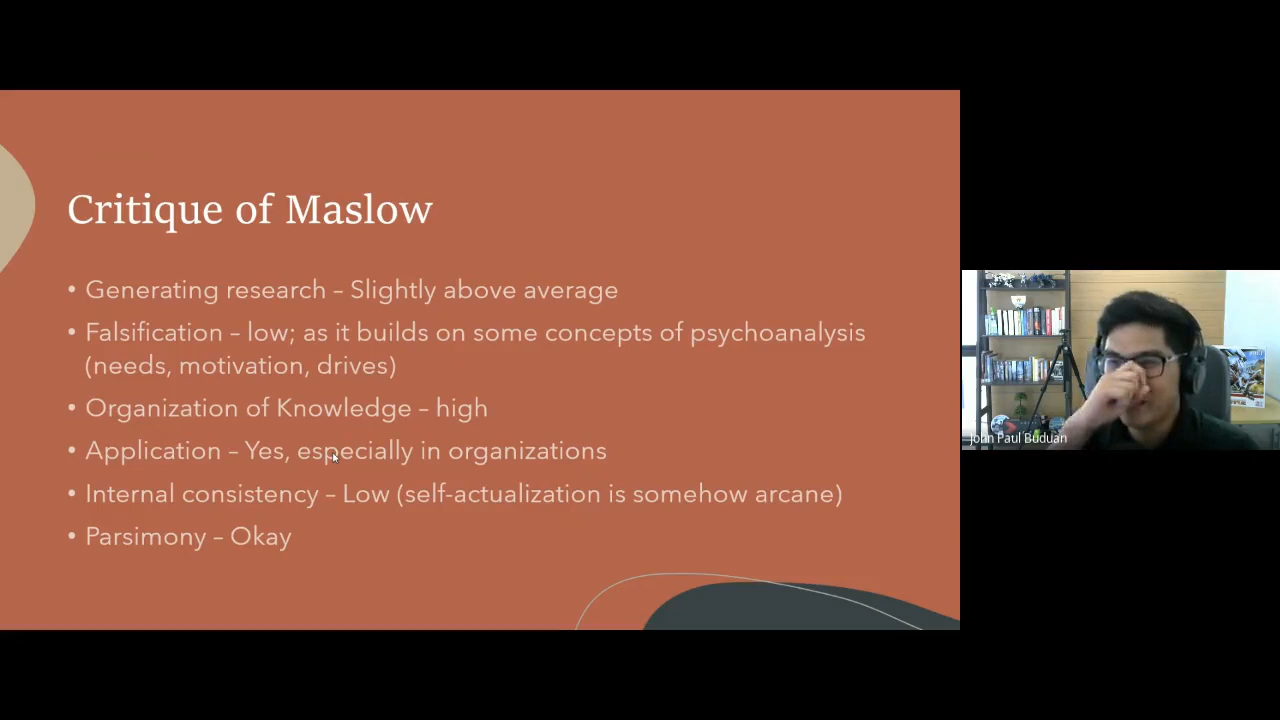 Critique of Maslow
• Generating research – Slightly above average
• Falsification – low; as it builds on some concepts of psychoanalysis
(needs, motivation, drives)
• Organization of Knowledge – high
• Application – Yes, especially in organizations
• Internal consistency – Low (self-actualization is somehow arcane)
• Parsimony – Okay
John Paul Buduan